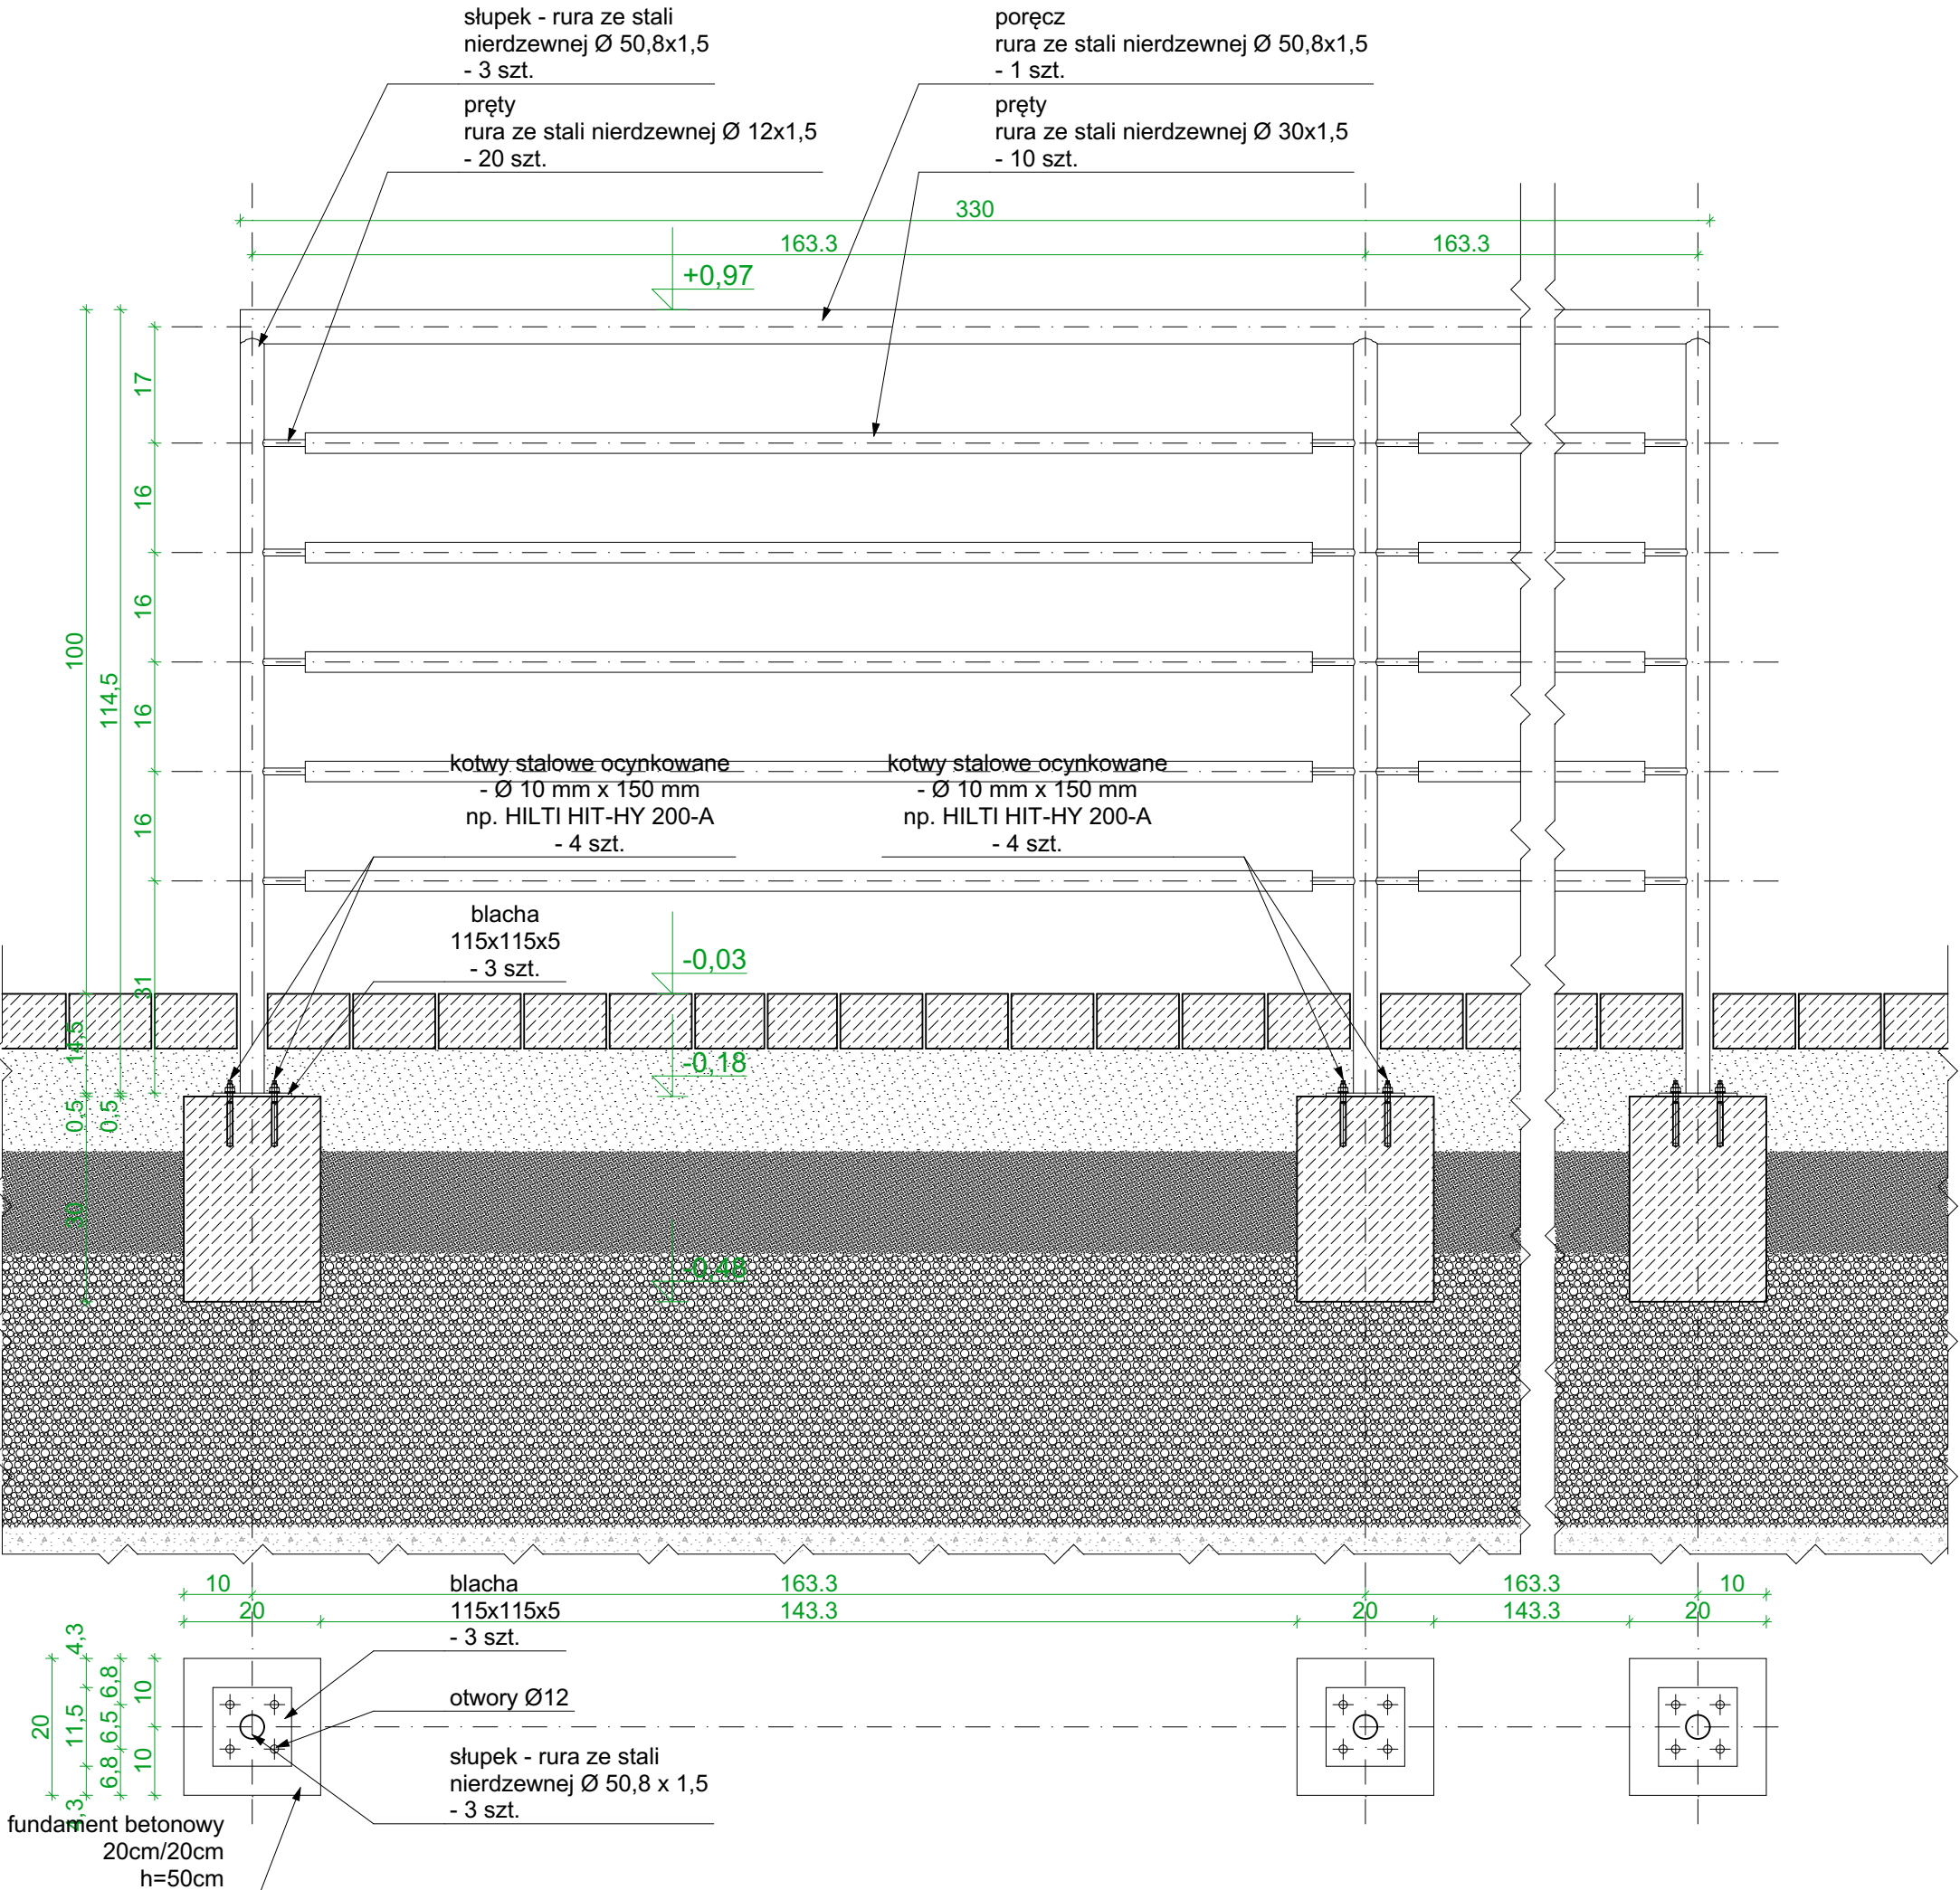 słupek - rura ze stali
nierdzewnej Ø 50,8x1,5
- 3 szt.
poręcz
rura ze stali nierdzewnej Ø 50,8x1,5
- 1 szt.
pręty
rura ze stali nierdzewnej Ø 12x1,5
- 20 szt.
pręty
rura ze stali nierdzewnej Ø 30x1,5
- 10 szt.
330
163.3
163.3
+0,97
17
16
16
16
16
31
100
114,5
kotwy stalowe ocynkowane
- Ø 10 mm x 150 mm
np. HILTI HIT-HY 200-A
- 4 szt.
kotwy stalowe ocynkowane
- Ø 10 mm x 150 mm
np. HILTI HIT-HY 200-A
- 4 szt.
blacha
115x115x5
- 3 szt.
-0,03
14,5
-0,18
0,5
0,5
30
-0,48
10
163.3
163.3
10
20
143.3
20
143.3
20
blacha
115x115x5
- 3 szt.
4,3
11,5
4,3
20
6,8
6,5
6,8
10
10
otwory Ø12
słupek - rura ze stali
nierdzewnej Ø 50,8 x 1,5
- 3 szt.
fundament betonowy
20cm/20cm
h=50cm